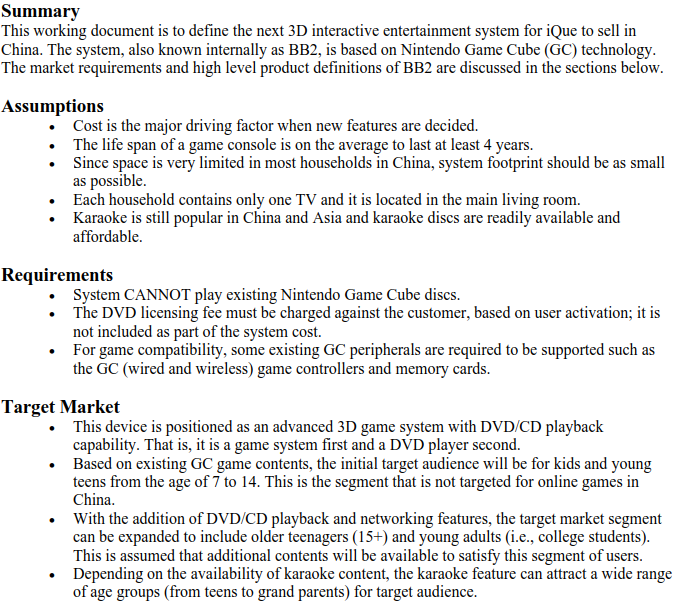 Summary
This working document is to define the next 3D interactive entertainment system for iQue to sell in
China. The system, also known internally as BB2, is based on Nintendo Game Cube (GC) technology.
The market requirements and high level product definitions of BB2 are discussed in the sections below.
Assumptions
• Cost is the major driving factor when new features are decided.
• The life span of a game console is on the average to last at least 4 years.
• Since space is very limited in most households in China, system footprint should be as small
as possible.
• Each household contains only one TV and it is located in the main living room.
• Karaoke is still popular in China and Asia and karaoke discs are readily available and
affordable.
Requirements
• System CANNOT play existing Nintendo Game Cube discs.
• The DVD licensing fee must be charged against the customer, based on user activation; it is
not included as part of the system cost.
• For game compatibility, some existing GC peripherals are required to be supported such as
the GC (wired and wireless) game controllers and memory cards.
Target Market
• This device is positioned as an advanced 3D game system with DVD/CD playback
capability. That is, it is a game system first and a DVD player second.
• Based on existing GC game contents, the initial target audience will be for kids and young
teens from the age of 7 to 14. This is the segment that is not targeted for online games in
China.
• With the addition of DVD/CD playback and networking features, the target market segment
can be expanded to include older teenagers (15+) and young adults (i.e., college students).
This is assumed that additional contents will be available to satisfy this segment of users.
• Depending on the availability of karaoke content, the karaoke feature can attract a wide range
of age groups (from teens to grand parents) for target audience.